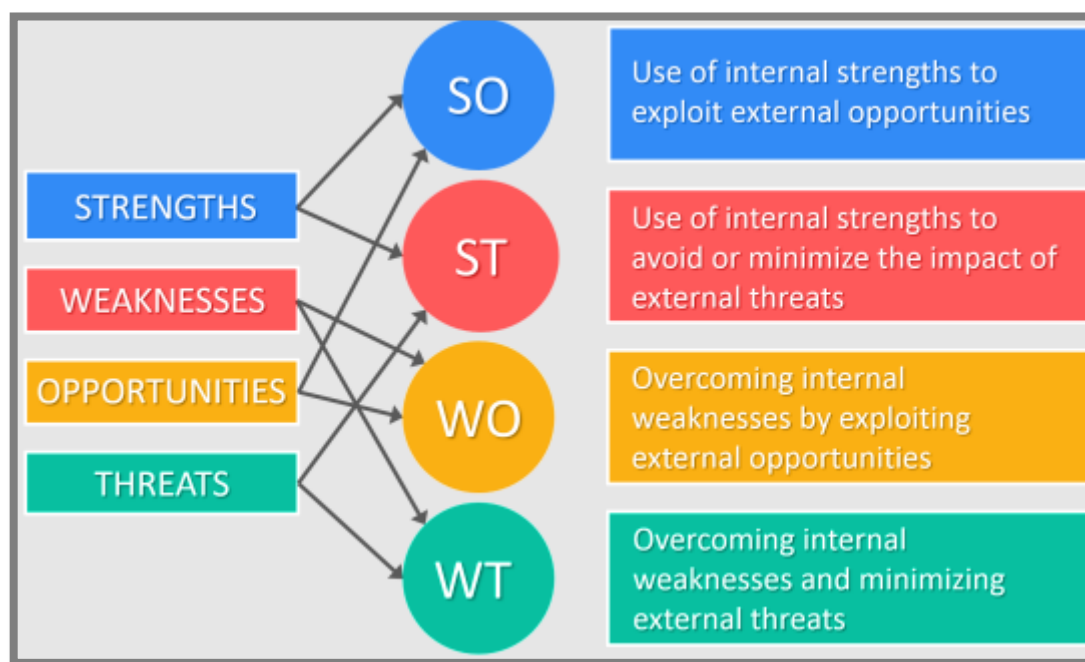 STRENGTHS
WEAKNESSES
OPPORTUNITIES
THREATS
SO
ST
WO
WT
Use of internal strengths to
exploit external opportunities
Use of internal strengths to
avoid or minimize the impact of
external threats
Overcoming internal
weaknesses by exploiting
external opportunities
Overcoming internal
weaknesses and minimizing
external threats